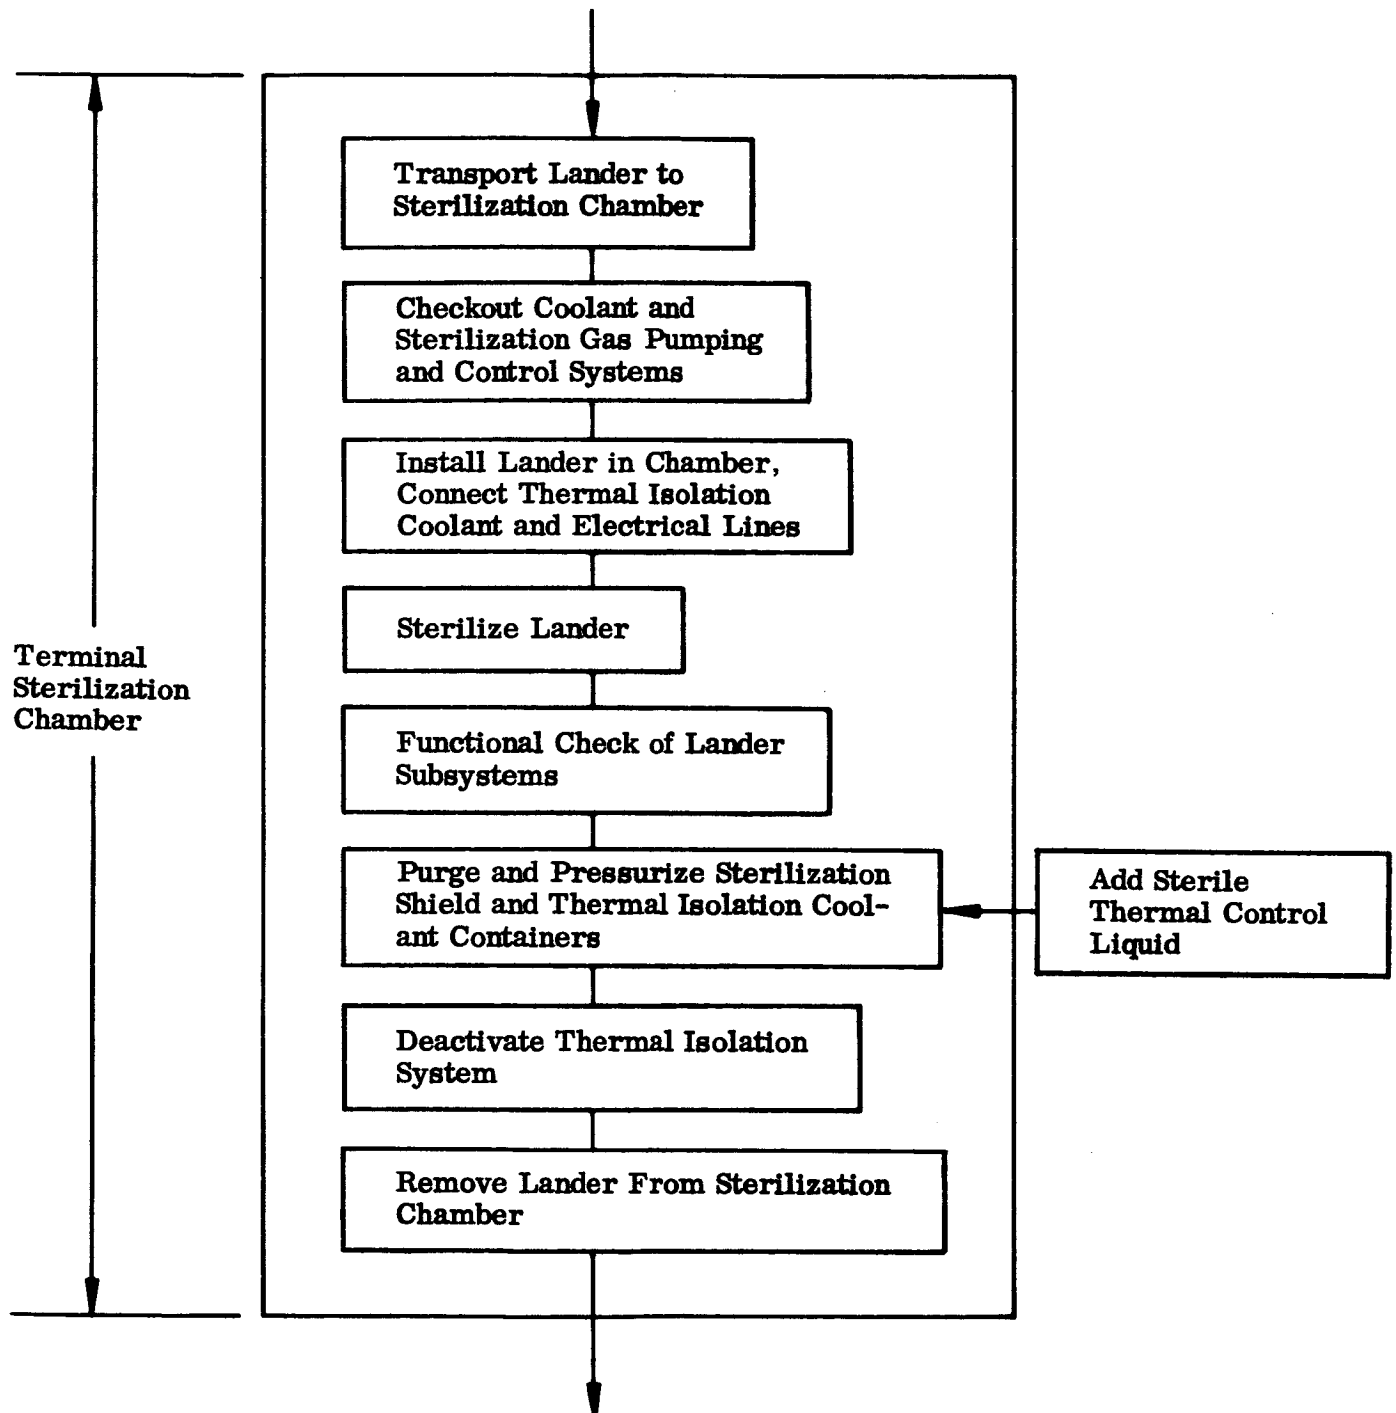 Transport Lander to
Sterilization Chamber
Checkout Coolant and
Sterilization Gas Pumping
and Control Systems
Install Lander in Chamber,
Connect Thermal Isolation
Coolant and Electrical Lines
Sterilize Lander
Terminal
Sterilization
Chamber
Functional Check of Lander
Subsystems
Purge and Pressurize Sterilization
Shield and Thermal Isolation Cool-
ant Containers
Add Sterile
Thermal Control
Liquid
Deactivate Thermal Isolation
System
Remove Lander From Sterilization
Chamber